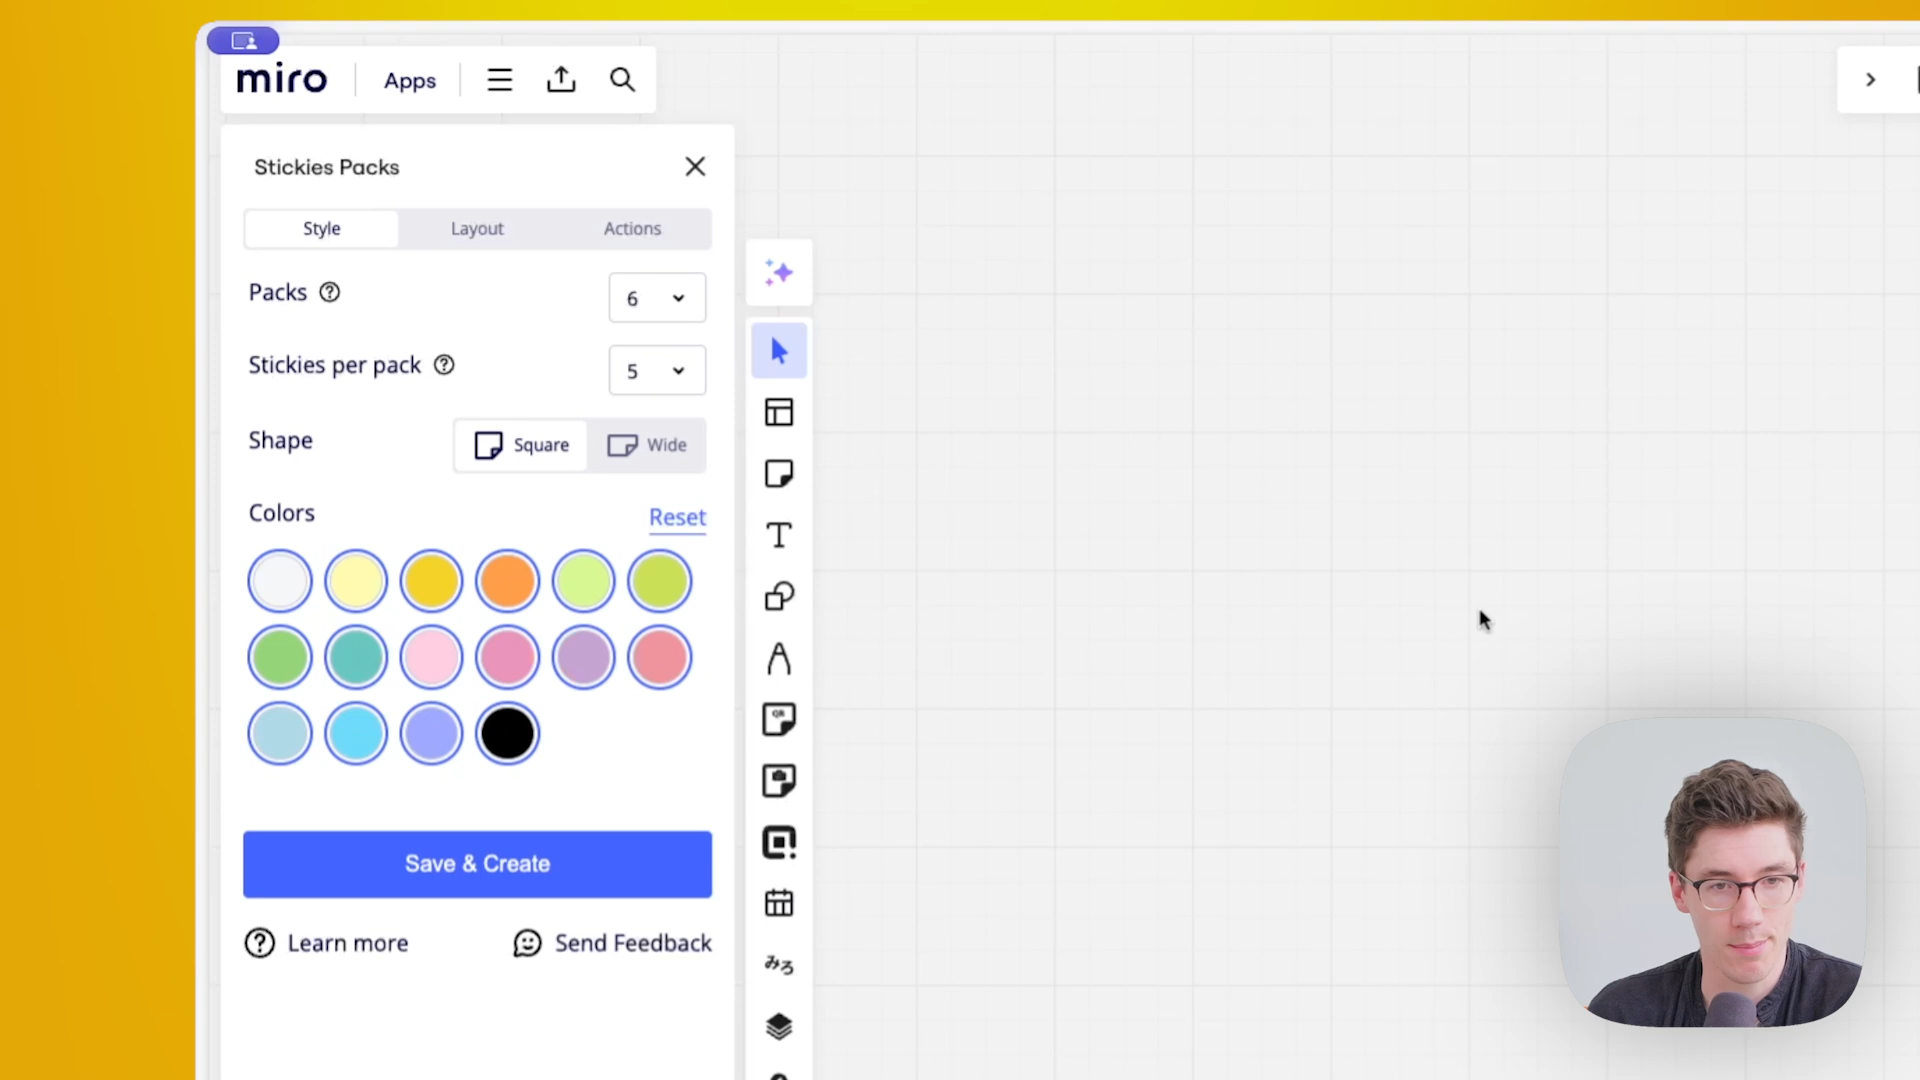 miro
Apps
Stickies Packs
Style Layout Actions
Packs
6
Stickies per pack
5
Shape
Square
Wide
Colors
Reset
T
QR
みろ
Save & Create
Learn more
Send Feedback